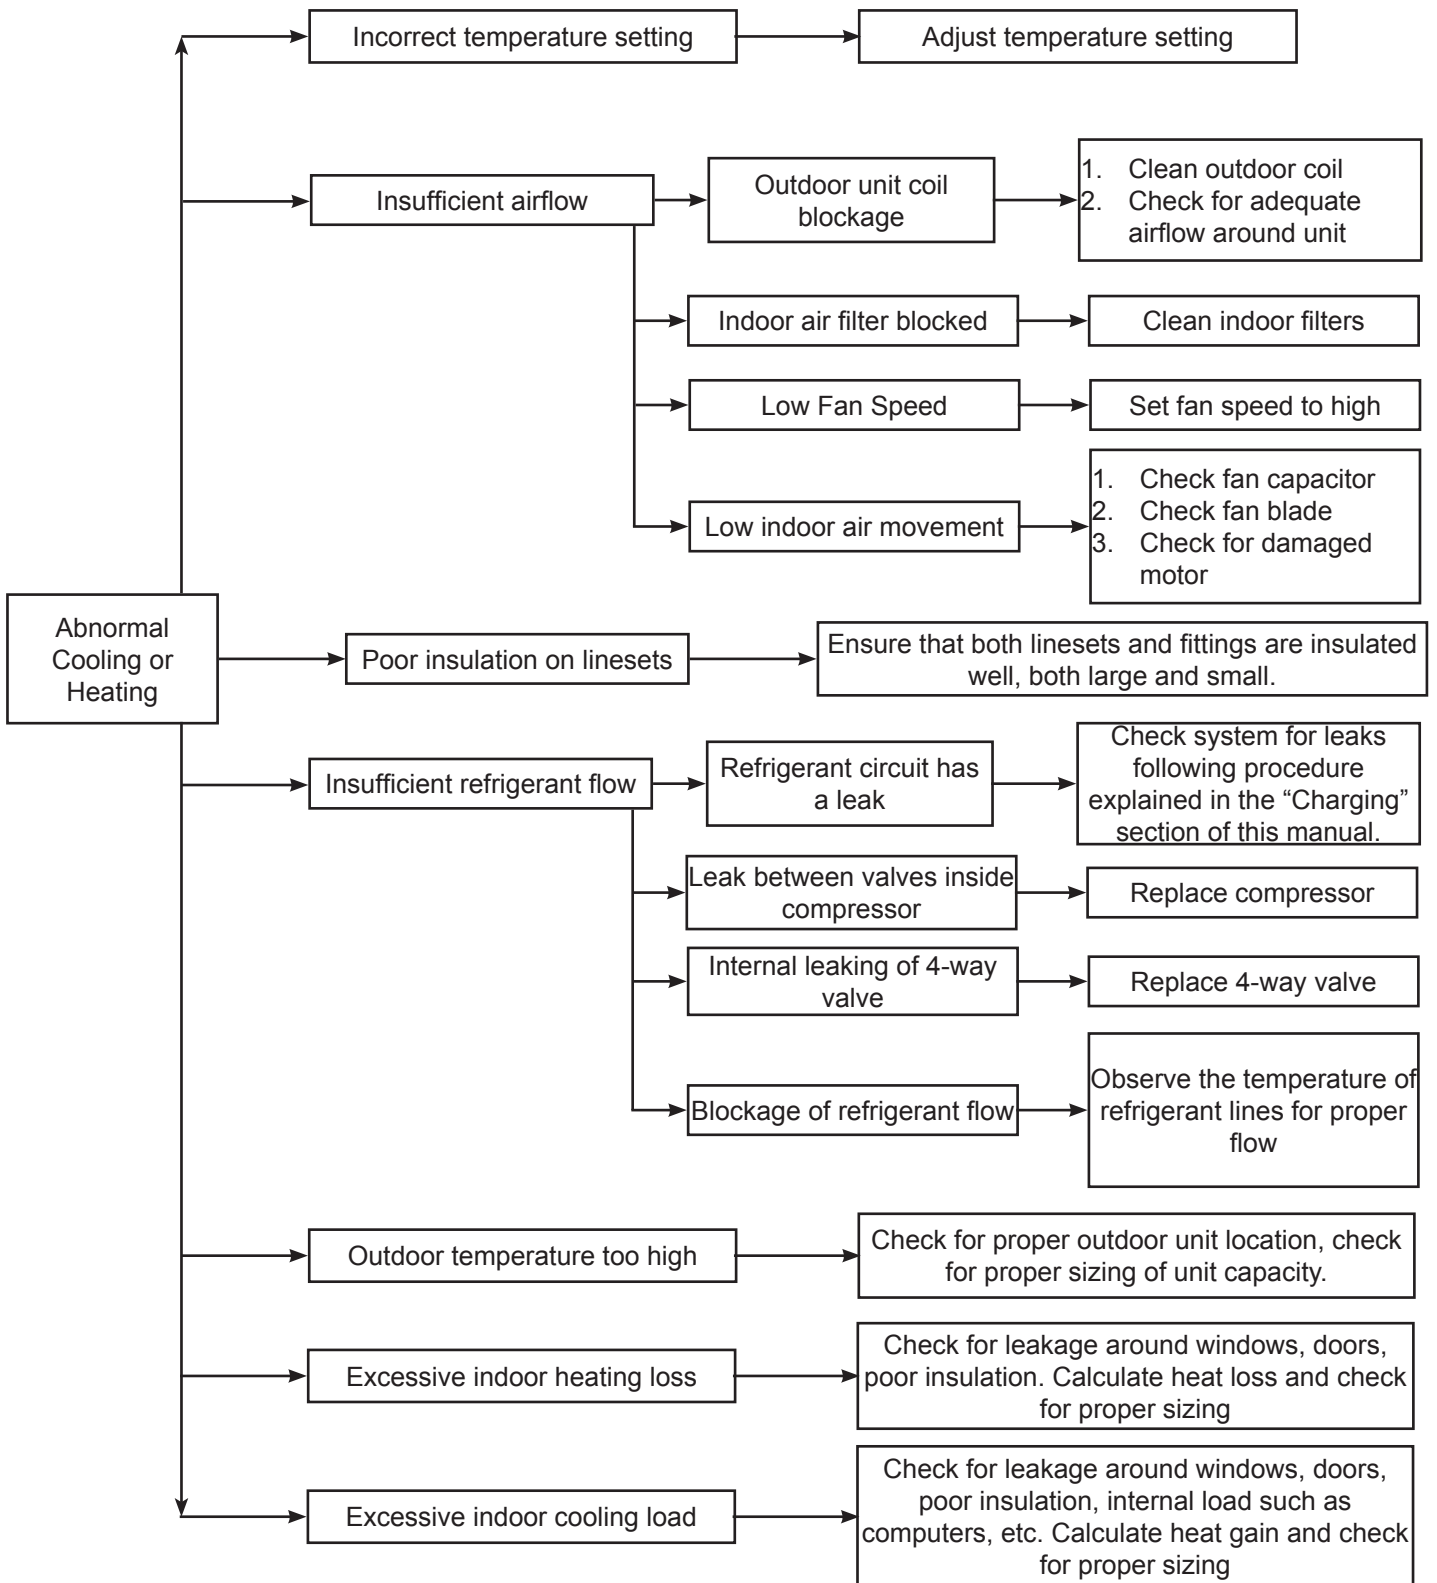 Incorrect temperature setting
Adjust temperature setting
Insufficient airflow
Outdoor unit coil
blockage
1. Clean outdoor coil
2. Check for adequate
airflow around unit
Indoor air filter blocked
Clean indoor filters
Low Fan Speed
Set fan speed to high
Low indoor air movement
1. Check fan capacitor
2. Check fan blade
3. Check for damaged
motor
Abnormal
Cooling or
Heating
Poor insulation on linesets
Ensure that both linesets and fittings are insulated
well, both large and small.
Insufficient refrigerant flow
Refrigerant circuit has
a leak
Check system for leaks
following procedure
explained in the “Charging”
section of this manual.
Leak between valves inside
compressor
Replace compressor
Internal leaking of 4-way
valve
Replace 4-way valve
Blockage of refrigerant flow
Observe the temperature of
refrigerant lines for proper
flow
Outdoor temperature too high
Check for proper outdoor unit location, check
for proper sizing of unit capacity.
Excessive indoor heating loss
Check for leakage around windows, doors,
poor insulation. Calculate heat loss and check
for proper sizing
Excessive indoor cooling load
Check for leakage around windows, doors,
poor insulation, internal load such as
computers, etc. Calculate heat gain and check
for proper sizing